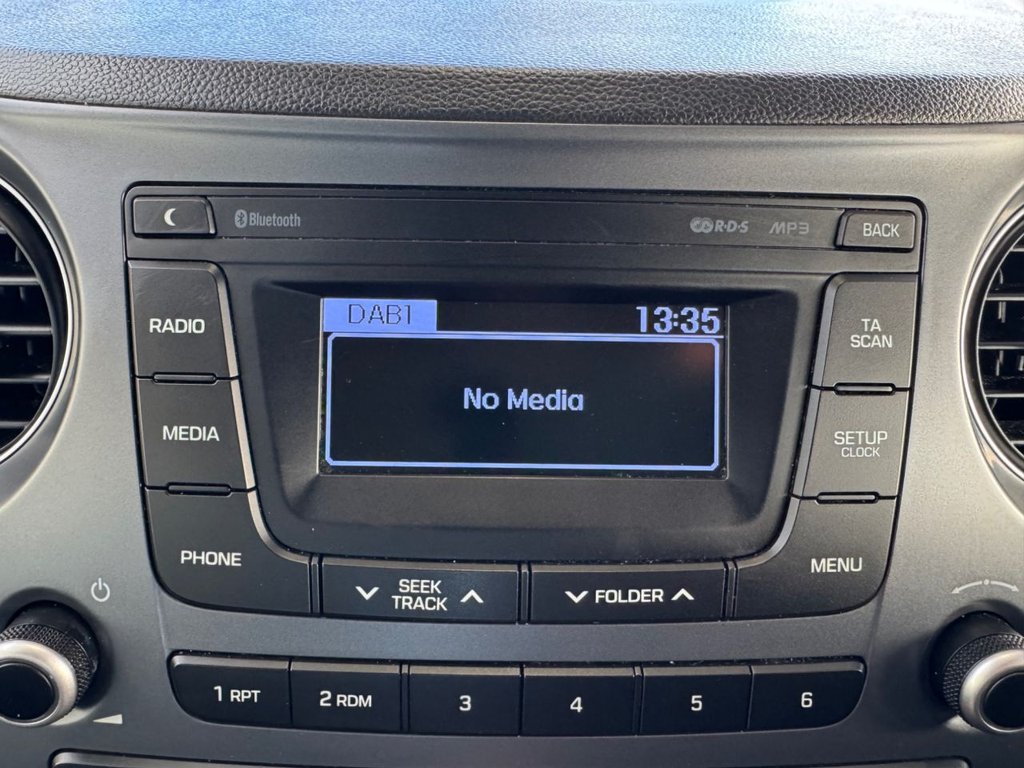 Bluetooth
R·D·S
MP3
BACK
RADIO
DAB1
13:35
TA
SCAN
MEDIA
No Media
SETUP
CLOCK
PHONE
SEEK
TRACK
FOLDER
MENU
1 RPT
2 RDM
3
4
5
6